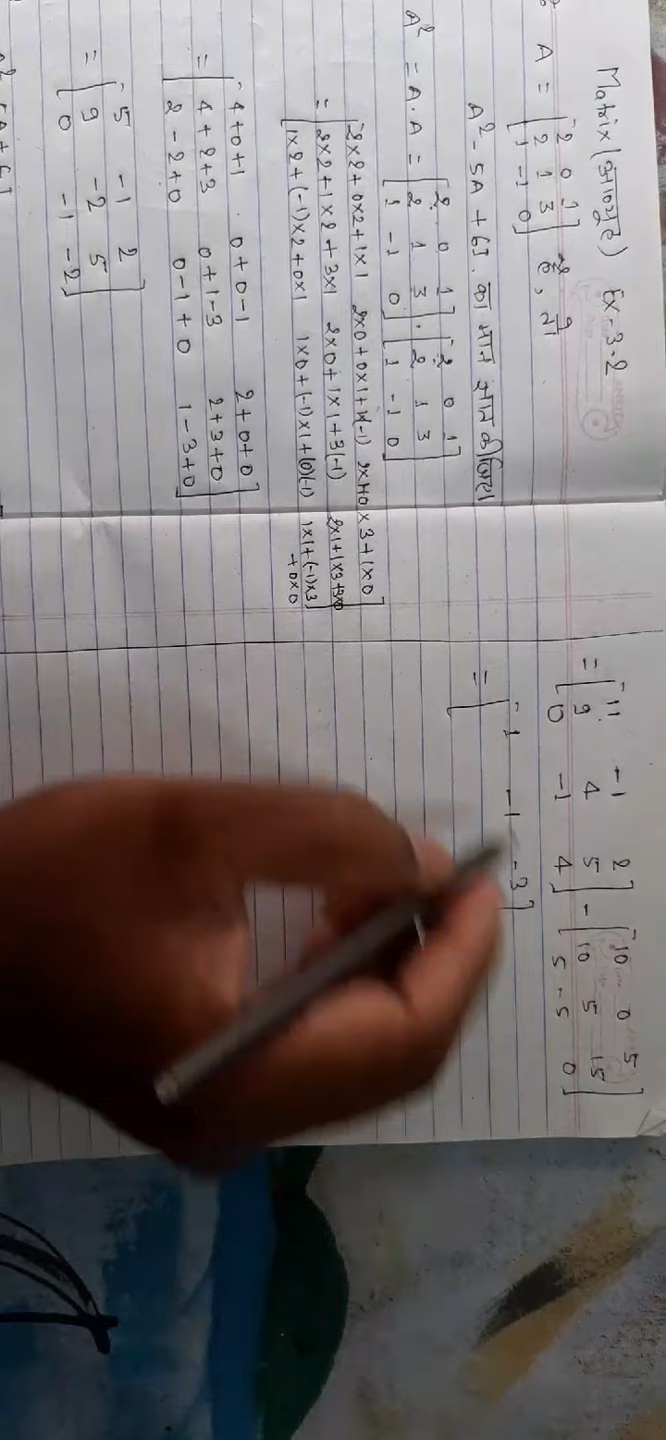 Matrix (आव्यूह) Ex-3.2
A = [2 0 1
2 1 3
1 -1 0] है, तो
A² - 5A + 6I. का मान ज्ञात कीजिए।
A² = A.A = [2 0 1
2 1 3
1 -1 0] . [2 0 1
2 1 3
1 -1 0]
= [2×2+0×2+1×1 2×0+0×1+1(-1) 2×1+0×3+1×0
2×2+1×2+3×1 2×0+1×1+3(-1) 2×1+1×3+3×0
1×2+(-1)×2+0×1 1×0+(-1)×1+(0)(-1) 1×1+(-1)×3
+0×0]
= [4+0+1 0+0-1 2+0+0
4+2+3 0+1-3 2+3+0
2-2+0 0-1+0 1-3+0]
= [5 -1 2
9 -2 5
0 -1 -2]
= [11 -1 2
9 4 5
0 -1 4] - [10 0 5
10 5 15
5 -5 0]
= [1 -1 -3]